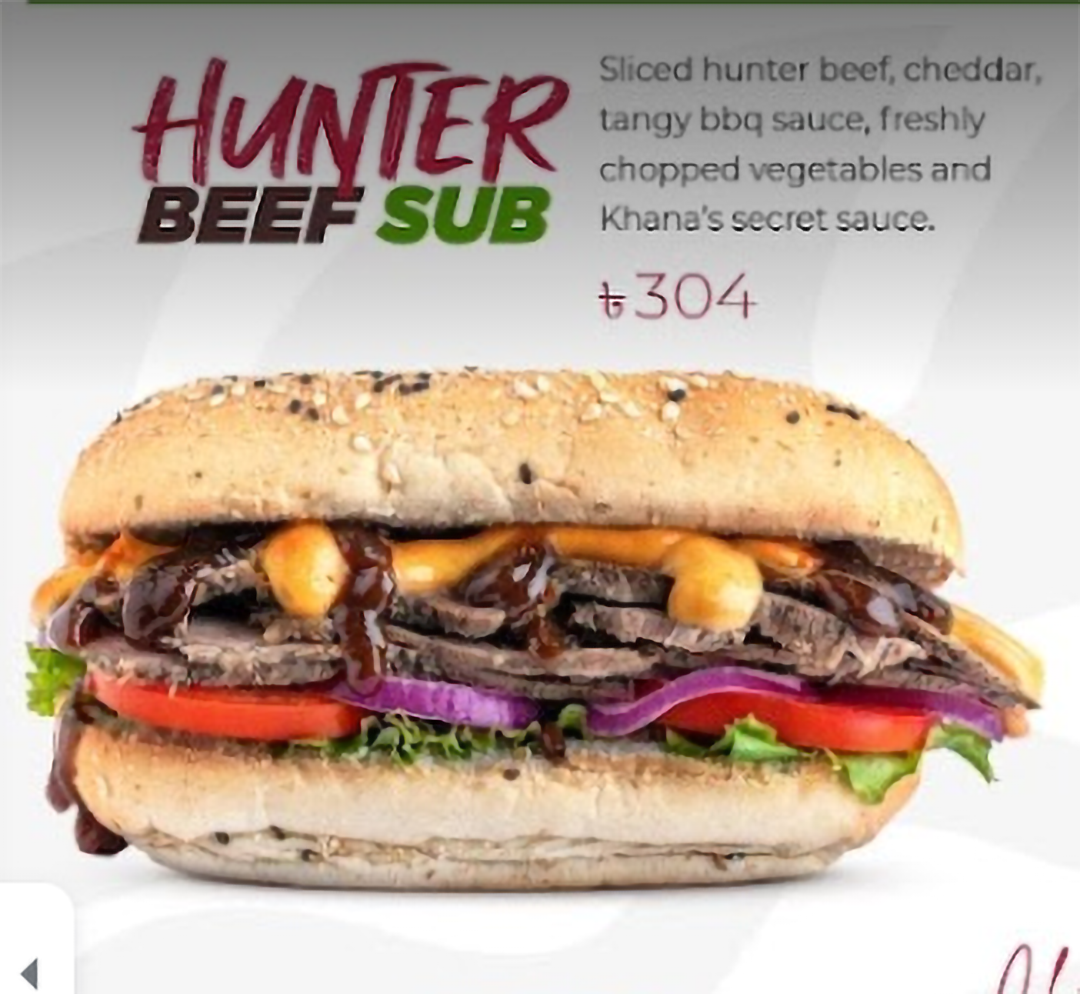 HUNTER
BEEF SUB
Sliced hunter beef, cheddar,
tangy bbq sauce, freshly
chopped vegetables and
Khana's secret sauce.
৳304